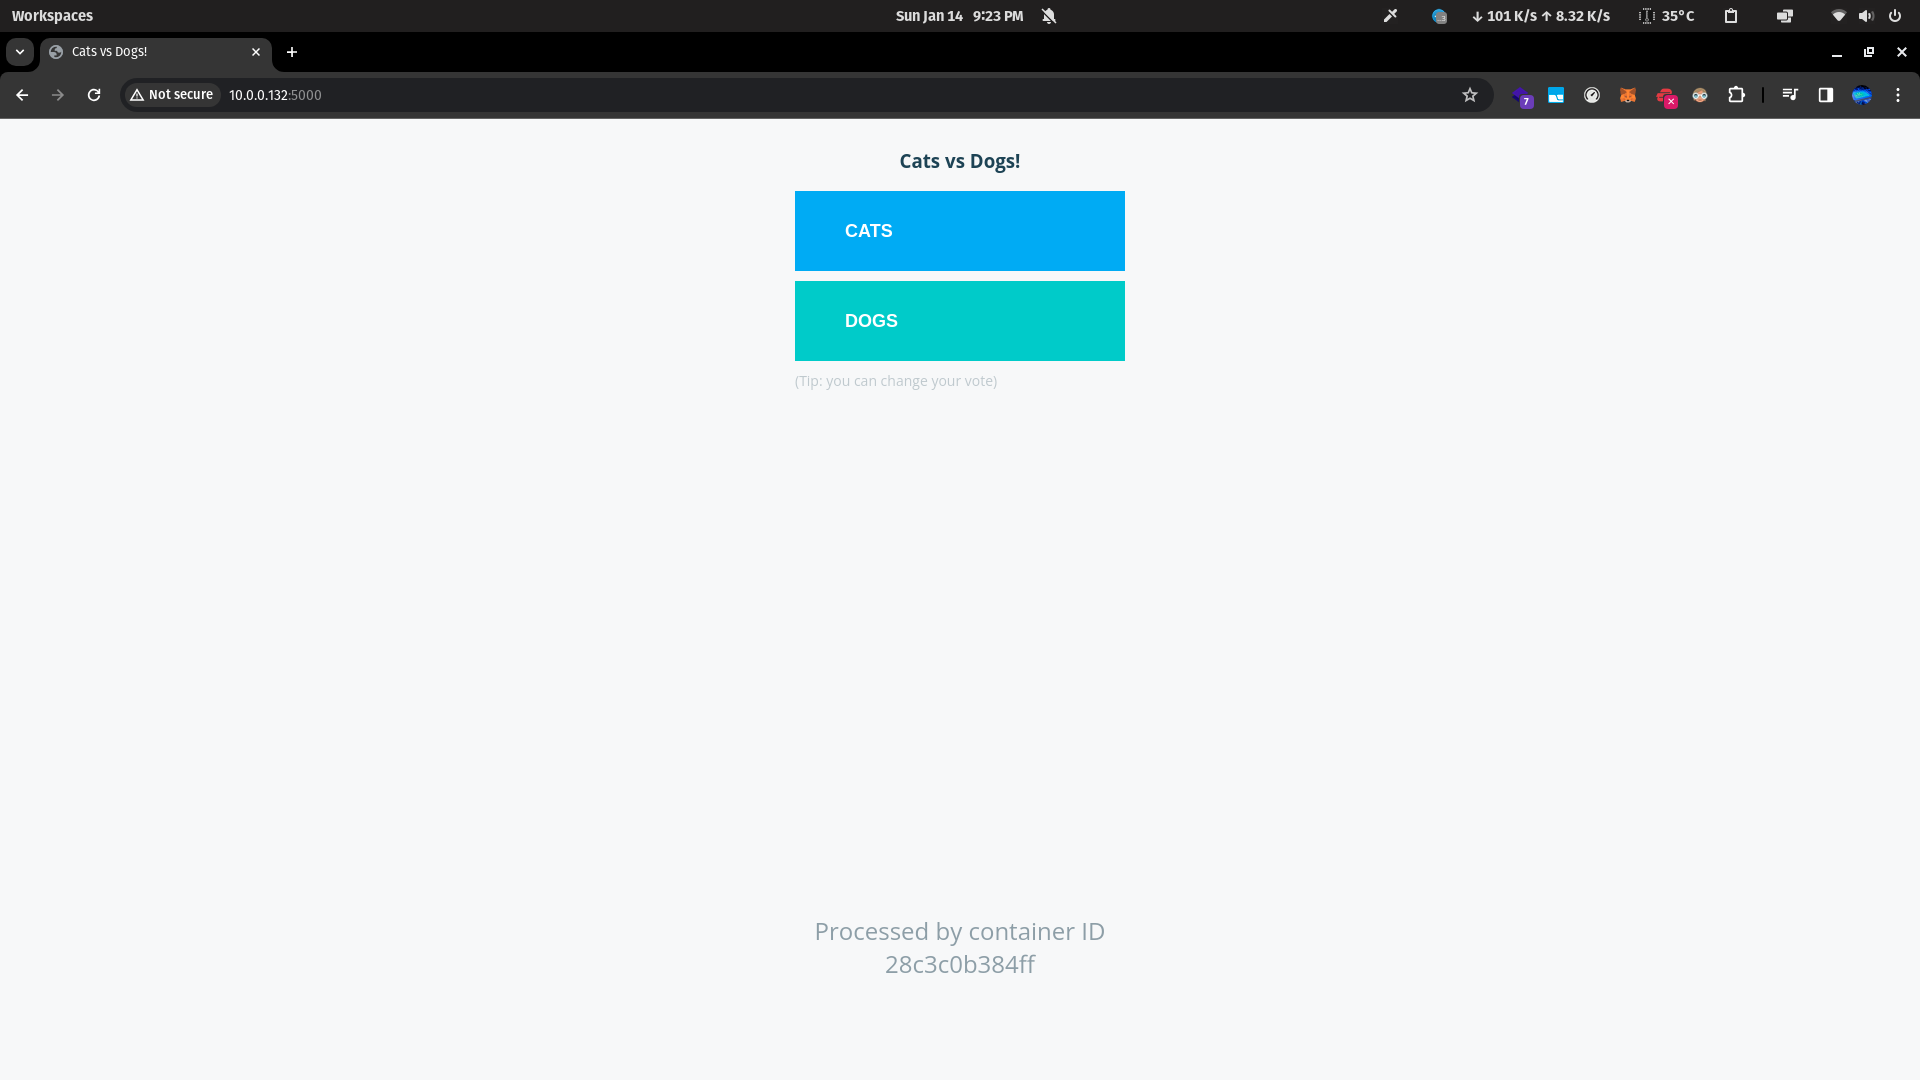 Workspaces
Sun Jan 14 9:23 PM
↓ 101 K/s ↑ 8.32 K/s
35°C
Cats vs Dogs!
Not secure
10.0.0.132:5000
7
Cats vs Dogs!
CATS
DOGS
(Tip: you can change your vote)
Processed by container ID
28c3c0b384ff